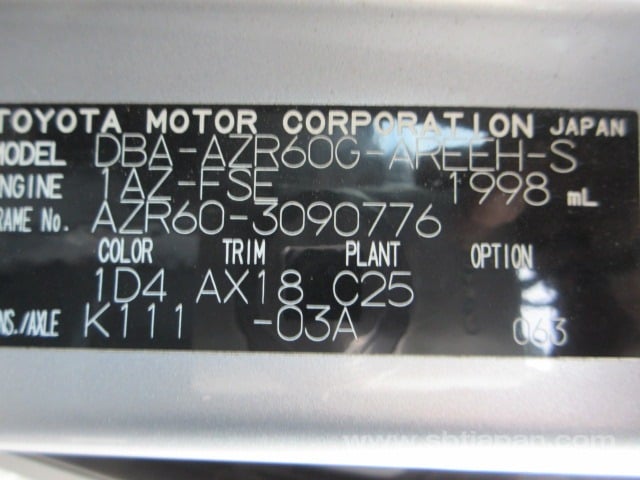 TOYOTA MOTOR CORPORATION JAPAN
MODEL DBA-AZR60G-AREEH-S
ENGINE 1AZ-FSE 1998 mL
RAME No. AZR60-3090776
COLOR TRIM PLANT OPTION
1D4 AX18 C25
NS./AXLE K111 -03A 063
www.sbtjapan.com